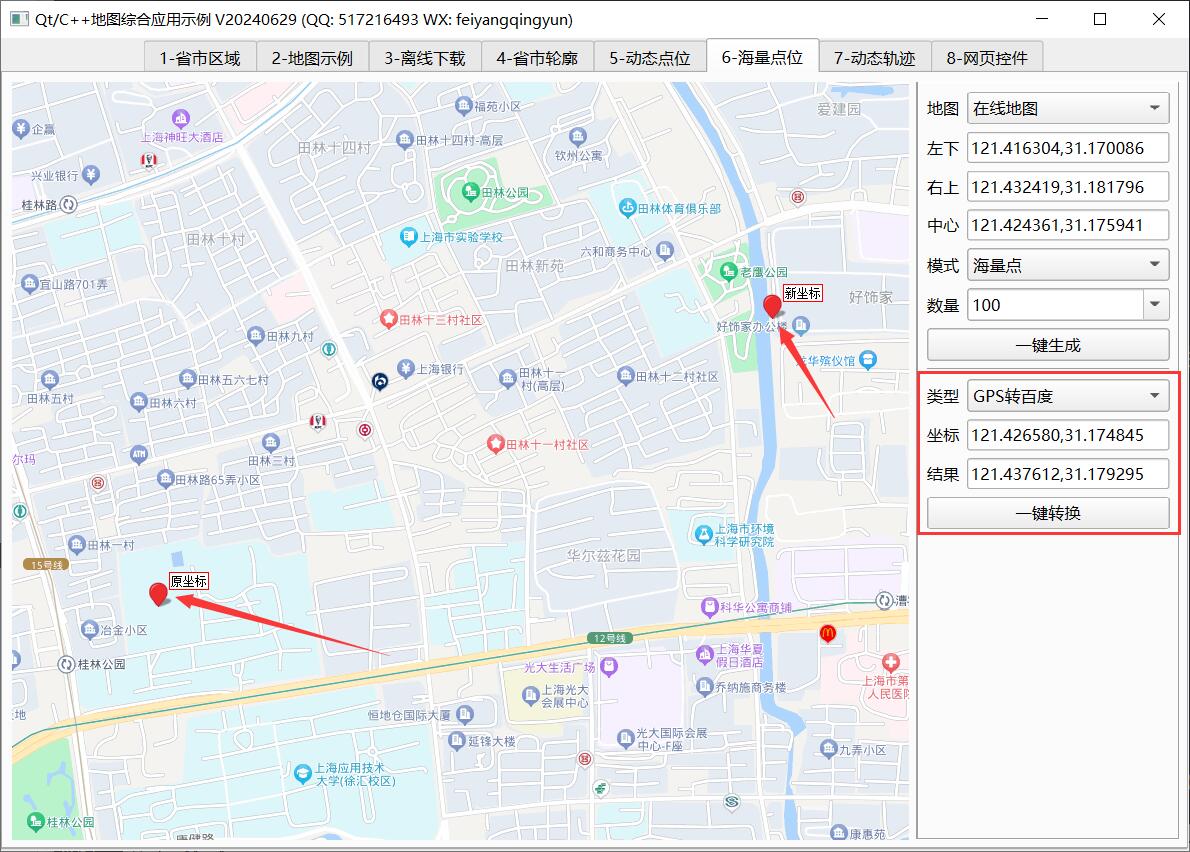 Qt/C++地图综合应用示例 V20240629 (QQ: 517216493 WX: feiyangqingyun)
1-省市区域
2-地图示例
3-离线下载
4-省市轮廓
5-动态点位
6-海量点位
7-动态轨迹
8-网页控件
地图
在线地图
左下
121.416304,31.170086
右上
121.432419,31.181796
中心
121.424361,31.175941
模式
海量点
数量
100
一键生成
类型
GPS转百度
坐标
121.426580,31.174845
结果
121.437612,31.179295
一键转换
福苑小区
爱建园
企赢
上海神旺大酒店
田林十四村-高层
田林十四村
钦州公寓
兴业银行
桂林路
田林公园
田林体育俱乐部
田林十村
上海市实验学校
六和商务中心
田林新苑
老鹰公园
宜山路701弄
新坐标
好饰家
田林十三村社区
好饰家办公楼
田林九村
龙华殡仪馆
上海银行
田林十一
村(高层)
田林十二村社区
田林五六七村
田林五村
田林六村
田林十一村社区
尔玛
ATM
田林三村
田林路65弄小区
上海市环境
科学研究院
田林一村
华尔兹花园
15号线
原坐标
科华公寓商铺
漕
冶金小区
12号线
桂林公园
光大生活广场
上海华夏
假日酒店
上海市第
人民医院
上海光大
会展中心
乔纳施商务楼
恒地仓国际大厦
延锋大楼
光大国际会展
中心-F座
九弄小区
上海应用技术
大学(徐汇校区)
桂林公园
康健路
康惠苑